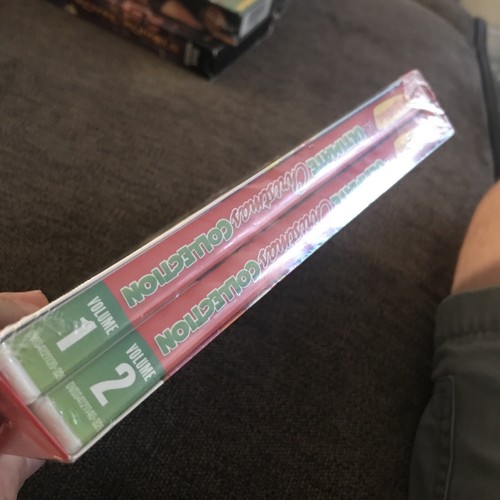 ULTIMATE Christmas COLLECTION
VOLUME
1
ULTIMATE Christmas COLLECTION
VOLUME
2